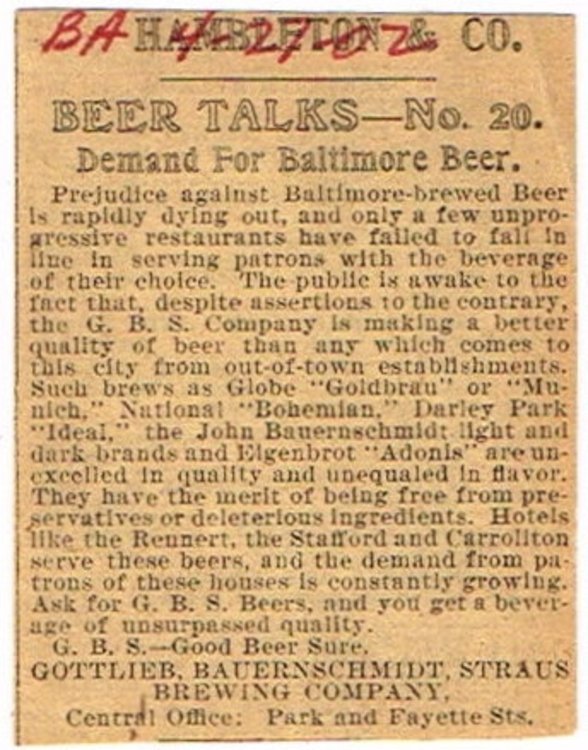 BA 4-27-02
HAMBLETON & CO.
BEER TALKS—No. 20.
Demand For Baltimore Beer.
Prejudice against Baltimore-brewed Beer
is rapidly dying out, and only a few unpro-
gressive restaurants have failed to fall in
line in serving patrons with the beverage
of their choice. The public is awake to the
fact that, despite assertions to the contrary,
the G. B. S. Company is making a better
quality of beer than any which comes to
this city from out-of-town establishments.
Such brews as Globe "Goldbrau" or "Mu-
nich," National "Bohemian," Darley Park
"Ideal," the John Bauernschmidt light and
dark brands and Eigenbrot "Adonis" are un-
excelled in quality and unequaled in flavor.
They have the merit of being free from pre-
servatives or deleterious ingredients. Hotels
like the Rennert, the Stafford and Carrollton
serve these beers, and the demand from pa-
trons of these houses is constantly growing.
Ask for G. B. S. Beers, and you get a bever-
age of unsurpassed quality.
G. B. S.—Good Beer Sure.
GOTTLIEB, BAUERNSCHMIDT, STRAUS
BREWING COMPANY.
Central Office: Park and Fayette Sts.